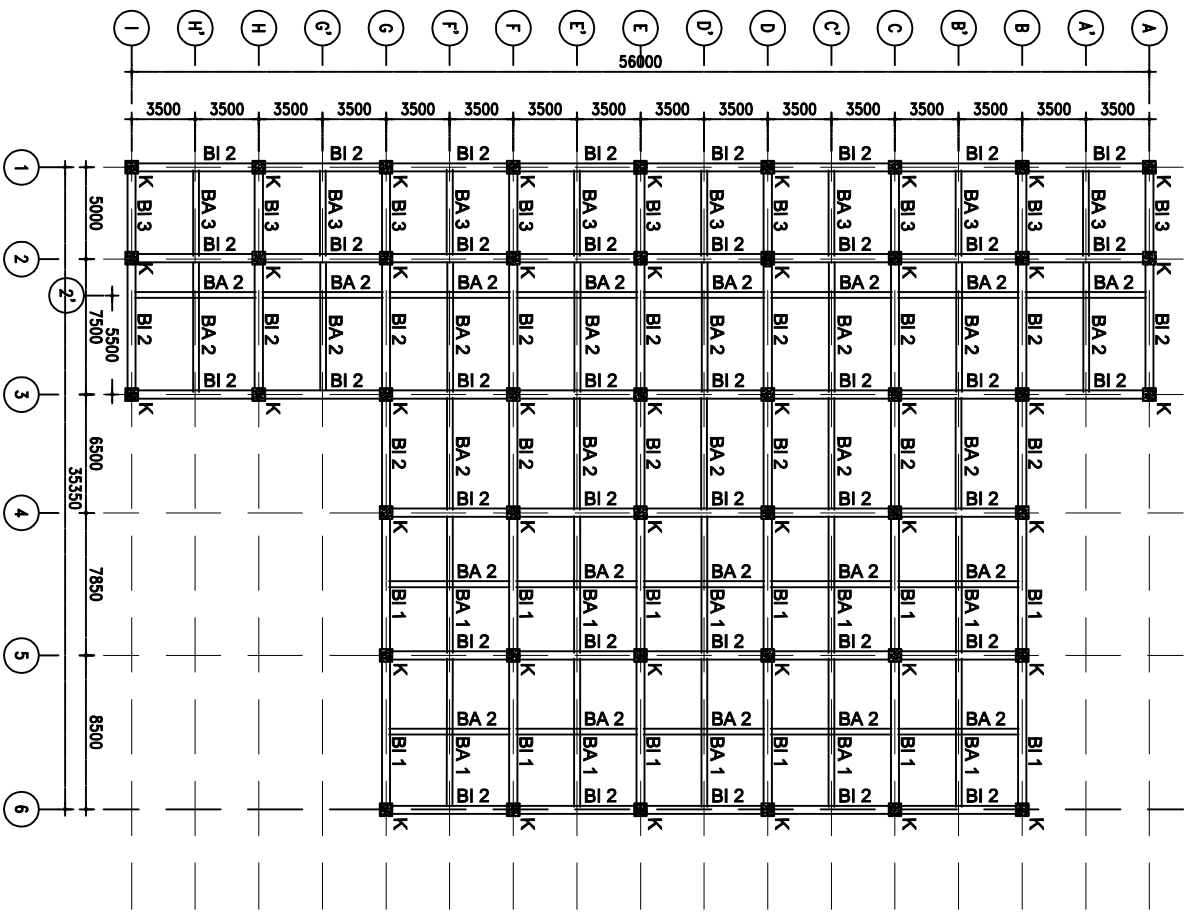 I H' H G' G F' F E' E D' D C' C B' B A' A
56000
3500 3500 3500 3500 3500 3500 3500 3500 3500 3500 3500 3500 3500 3500 3500 3500
BI 2 BI 2 BI 2 BI 2 BI 2 BI 2 BI 2 BI 2
1
K K K K K K K K K
5000
BI 3 BA 3 BI 3 BA 3 BI 3 BA 3 BI 3 BA 3 BI 3 BA 3 BI 3 BA 3 BI 3 BA 3 BI 3 BA 3 BI 3
BI 2 BI 2 BI 2 BI 2 BI 2 BI 2 BI 2 BI 2
2
K K K K K K K K K
BA 2 BA 2 BA 2 BA 2 BA 2 BA 2 BA 2 BA 2
2'
7500
5500
BI 2 BA 2 BI 2 BA 2 BI 2 BA 2 BI 2 BA 2 BI 2 BA 2 BI 2 BA 2 BI 2 BA 2 BI 2 BA 2 BI 2
BI 2 BI 2 BI 2 BI 2 BI 2 BI 2 BI 2 BI 2
3
K K K K K K K K K
6500
BI 2 BA 2 BI 2 BA 2 BI 2 BA 2 BI 2 BA 2 BI 2 BA 2 BI 2
35350
BI 2 BI 2 BI 2 BI 2 BI 2
4
K K K K K K
BA 2 BA 2 BA 2 BA 2 BA 2
7850
BI 1 BA 1 BI 1 BA 1 BI 1 BA 1 BI 1 BA 1 BI 1 BA 1 BI 1
BI 2 BI 2 BI 2 BI 2 BI 2
5
K K K K K K
BA 2 BA 2 BA 2 BA 2 BA 2
8500
BI 1 BA 1 BI 1 BA 1 BI 1 BA 1 BI 1 BA 1 BI 1 BA 1 BI 1
BI 2 BI 2 BI 2 BI 2 BI 2
6
K K K K K K